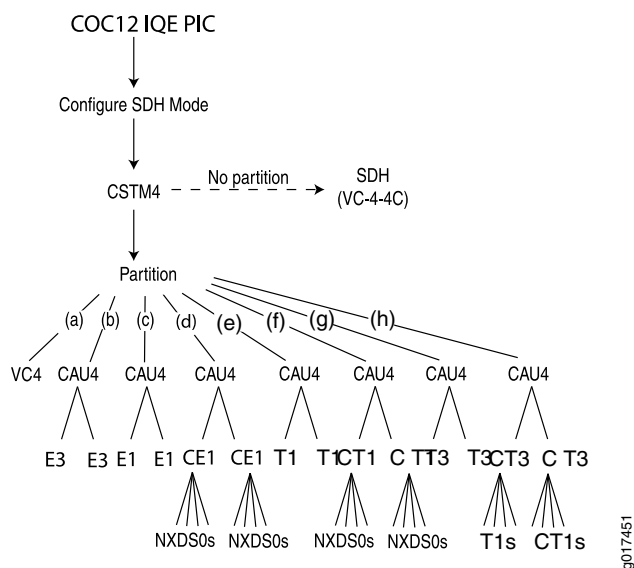 COC12 IQE PIC
Configure SDH Mode
CSTM4
No partition
SDH
(VC-4-4C)
Partition
(a) (b) (c) (d) (e) (f) (g) (h)
VC4 CAU4 CAU4 CAU4 CAU4 CAU4 CAU4 CAU4
E3 E3 E1 E1 CE1 CE1 T1 T1 CT1 C T1 T3 T3 CT3 C T3
NXDS0s NXDS0s NXDS0s NXDS0s T1s CT1s
g017451